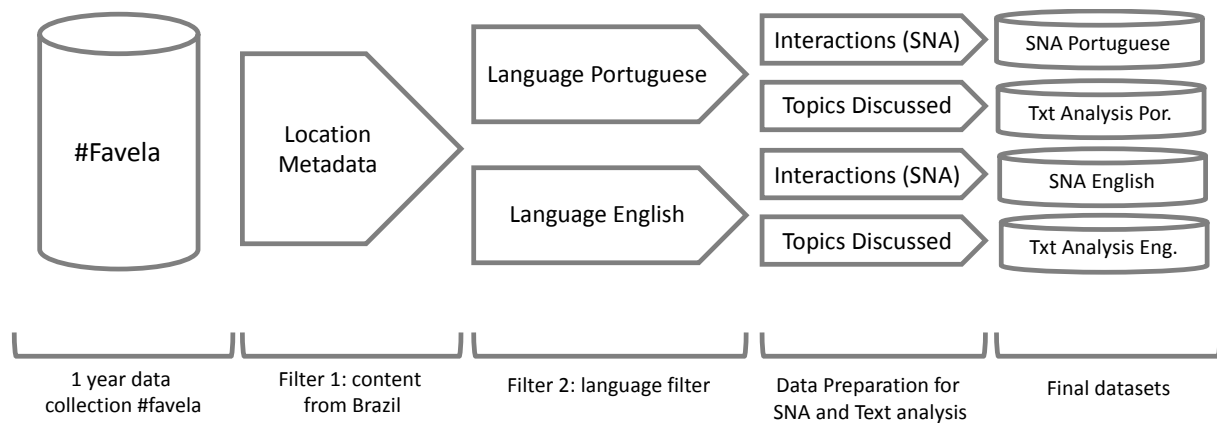 #Favela
Location
Metadata
Language Portuguese
Language English
Interactions (SNA)
Topics Discussed
Interactions (SNA)
Topics Discussed
SNA Portuguese
Txt Analysis Por.
SNA English
Txt Analysis Eng.
1 year data
collection #favela
Filter 1: content
from Brazil
Filter 2: language filter
Data Preparation for
SNA and Text analysis
Final datasets